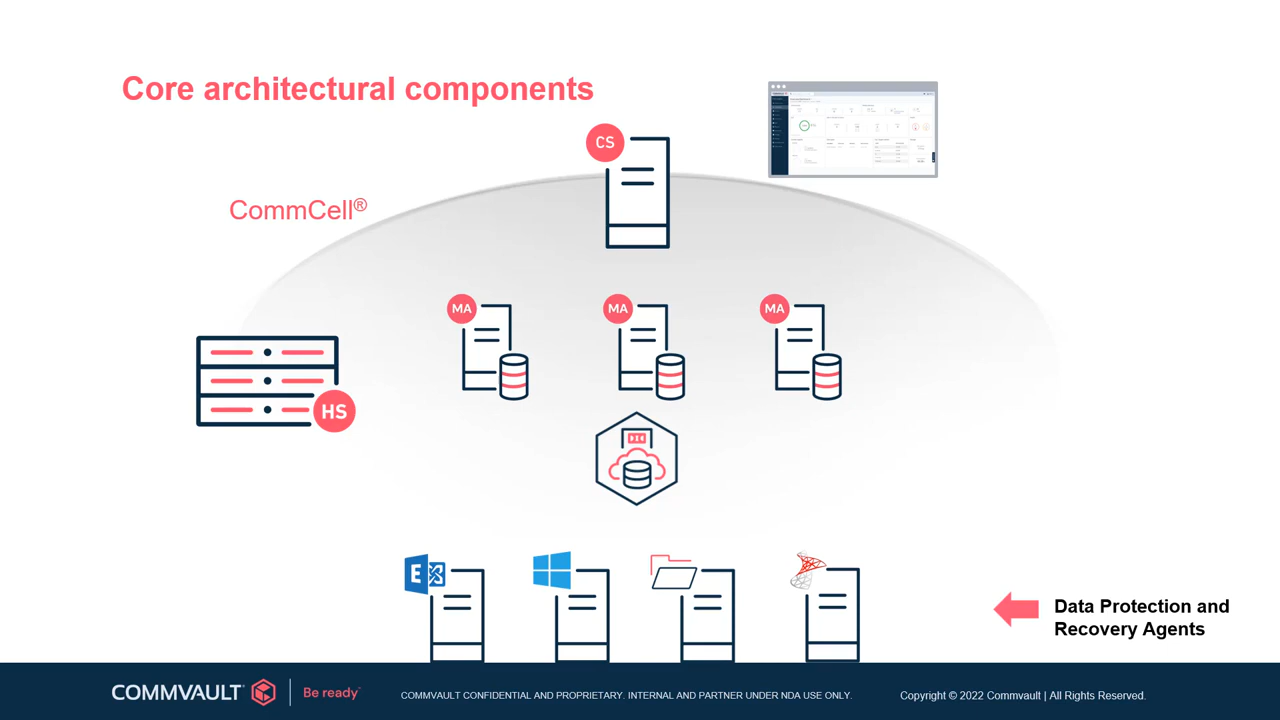 Core architectural components
CS
CommCell®
MA
MA
MA
HS
E
Data Protection and
Recovery Agents
COMMVAULT
Be ready
COMMVAULT CONFIDENTIAL AND PROPRIETARY. INTERNAL AND PARTNER UNDER NDA USE ONLY.
Copyright © 2022 Commvault | All Rights Reserved.